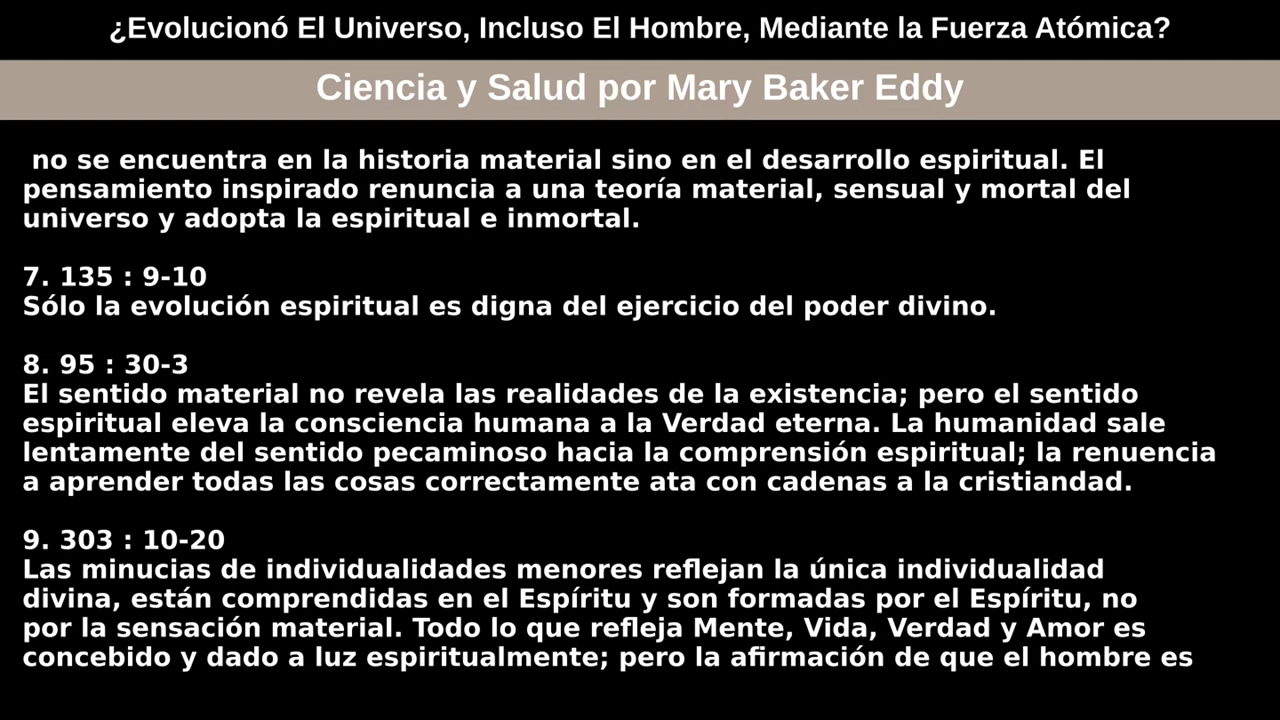 ¿Evolucionó El Universo, Incluso El Hombre, Mediante la Fuerza Atómica?
Ciencia y Salud por Mary Baker Eddy
no se encuentra en la historia material sino en el desarrollo espiritual. El
pensamiento inspirado renuncia a una teoría material, sensual y mortal del
universo y adopta la espiritual e inmortal.
7. 135 : 9-10
Sólo la evolución espiritual es digna del ejercicio del poder divino.
8. 95 : 30-3
El sentido material no revela las realidades de la existencia; pero el sentido
espiritual eleva la consciencia humana a la Verdad eterna. La humanidad sale
lentamente del sentido pecaminoso hacia la comprensión espiritual; la renuencia
a aprender todas las cosas correctamente ata con cadenas a la cristiandad.
9. 303 : 10-20
Las minucias de individualidades menores reflejan la única individualidad
divina, están comprendidas en el Espíritu y son formadas por el Espíritu, no
por la sensación material. Todo lo que refleja Mente, Vida, Verdad y Amor es
concebido y dado a luz espiritualmente; pero la afirmación de que el hombre es